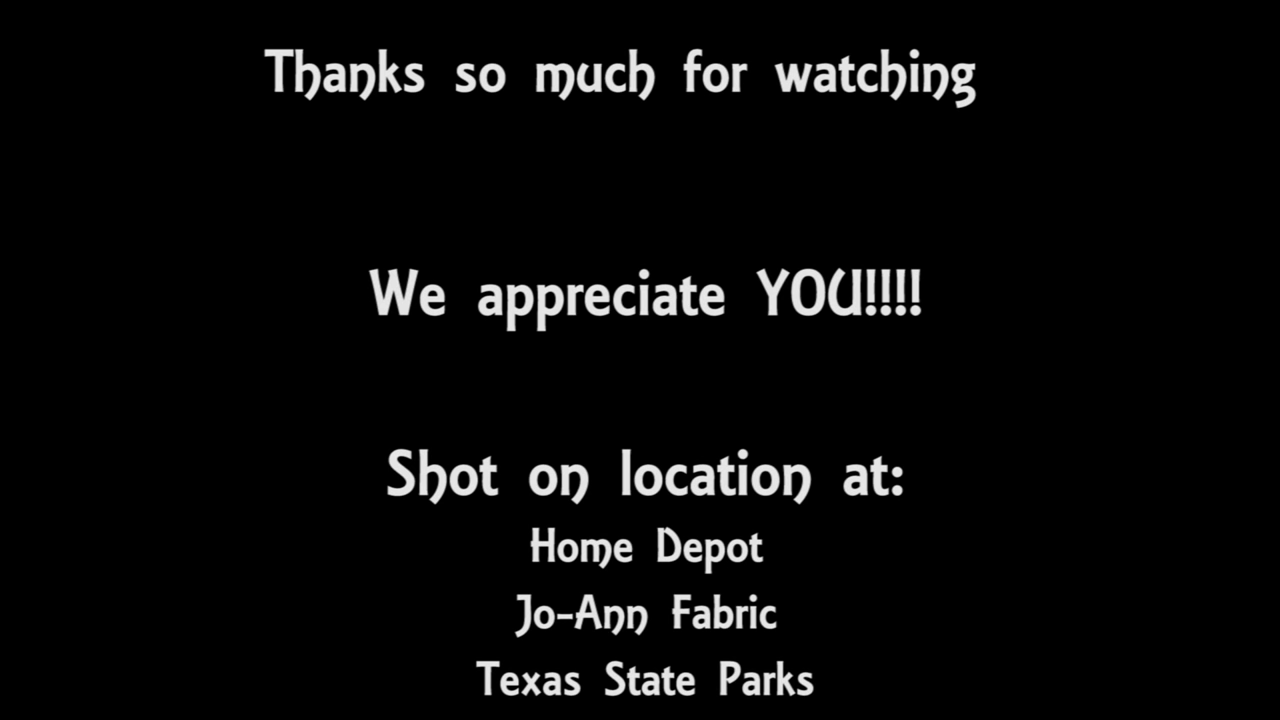 Thanks so much for watching
We appreciate YOU!!!!
Shot on location at:
Home Depot
Jo-Ann Fabric
Texas State Parks